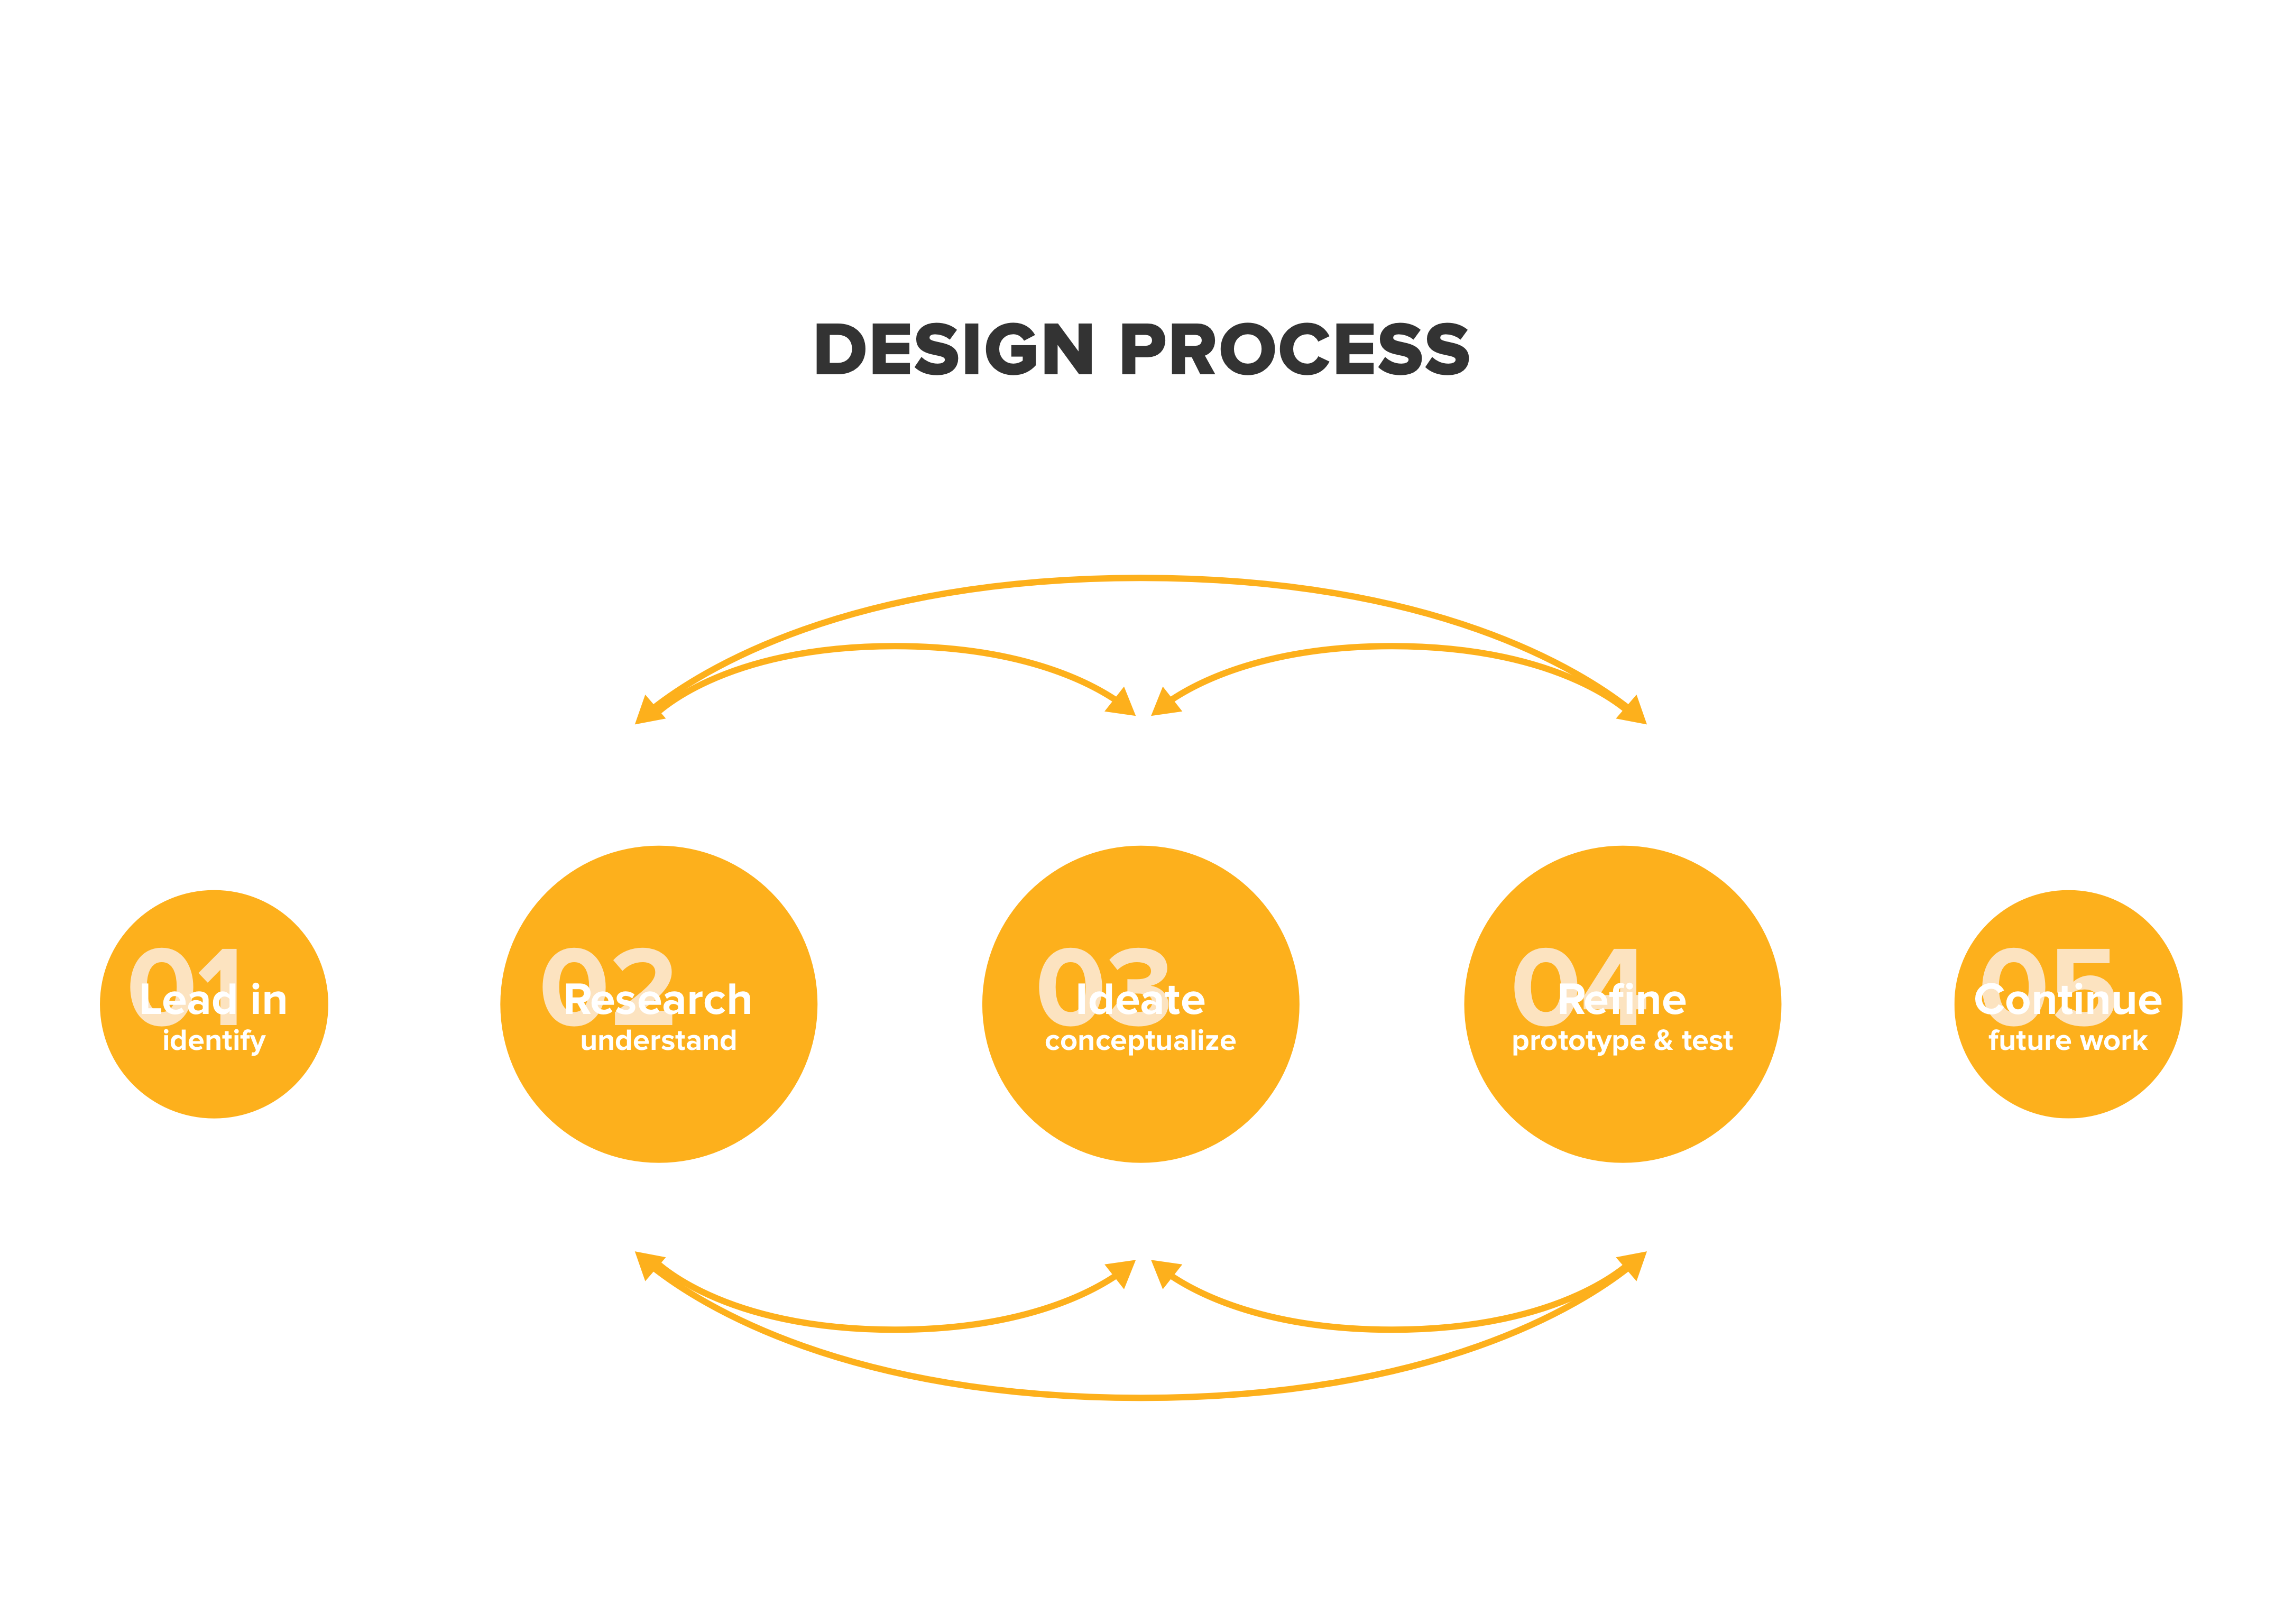 DESIGN PROCESS
01
Lead in
identify
02
Research
understand
03
Ideate
conceptualize
04
Refine
prototype & test
05
Continue
future work